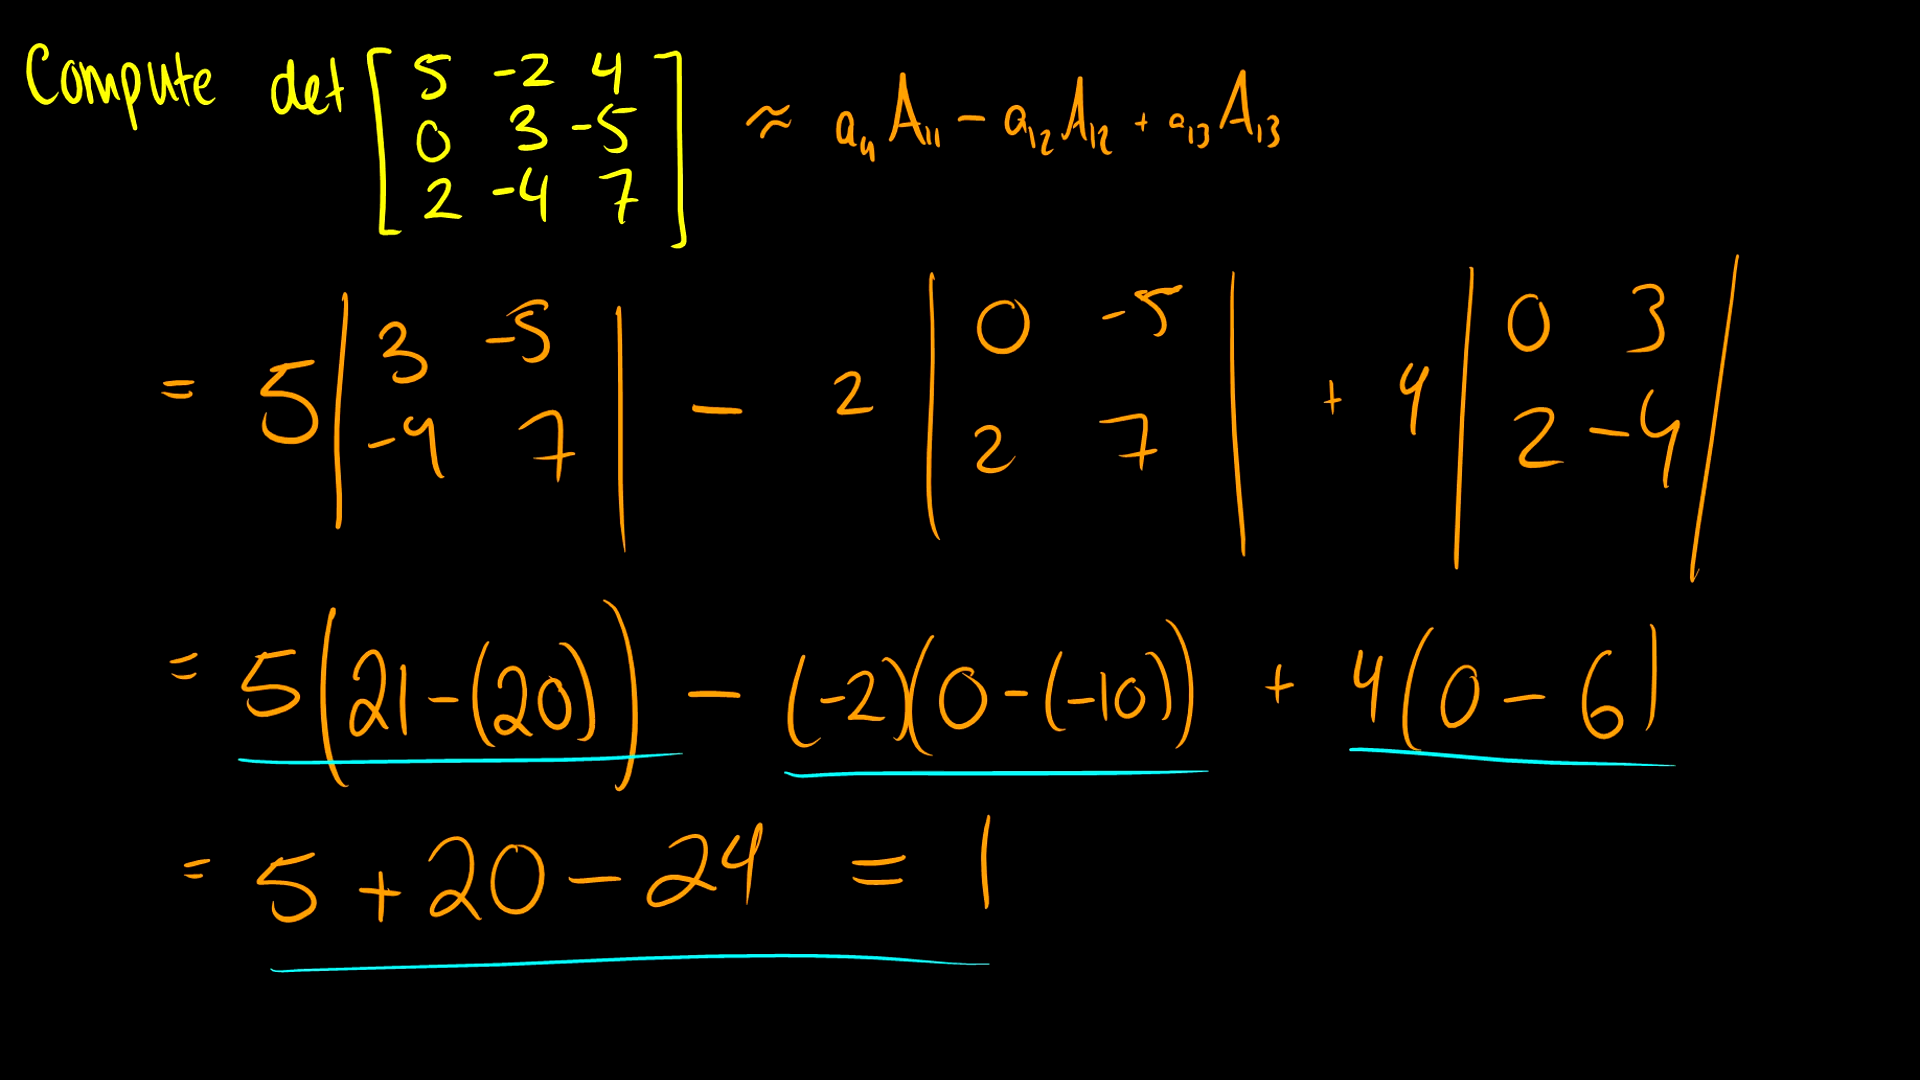 Compute det [ 5 -2 4
0 3 -5
2 -4 7 ] ≈ a₁₁A₁₁ - a₁₂A₁₂ + a₁₃A₁₃
= 5 | 3 -5 | - 2 | 0 -5 | + 4 | 0 3 |
| -4 7 | | 2 7 | | 2 -4 |
= 5(21-(20)) - (-2)(0-(-10)) + 4(0-6)
= 5 + 20 - 24 = 1